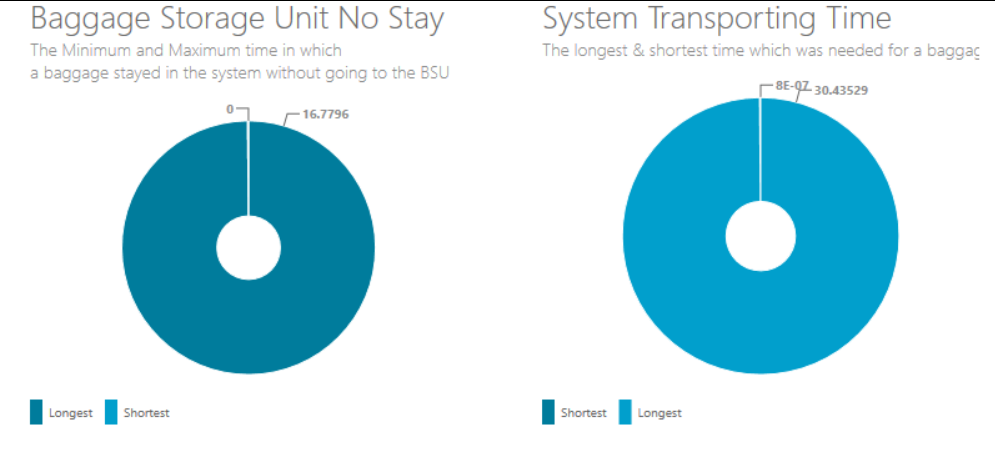 Baggage Storage Unit No Stay
The Minimum and Maximum time in which
a baggage stayed in the system without going to the BSU
0
16.7796
Longest
Shortest
System Transporting Time
The longest & shortest time which was needed for a baggag
8E-07
30.43529
Shortest
Longest